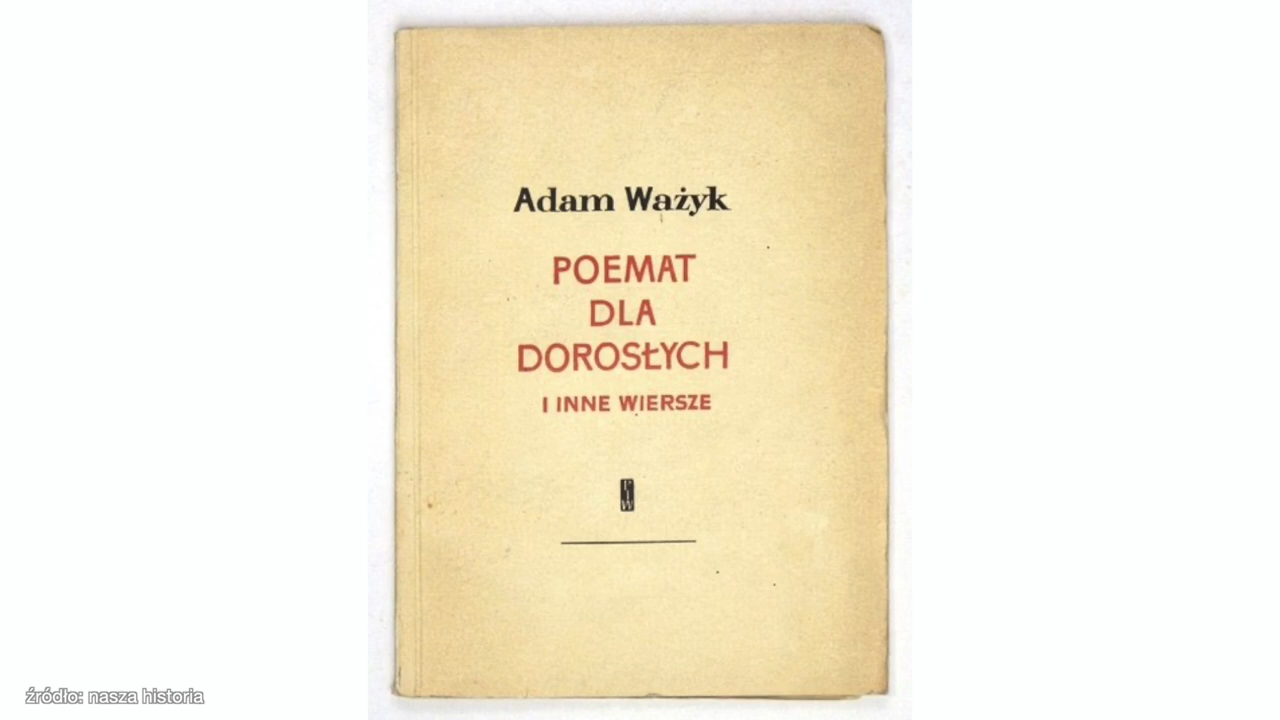 Adam Ważyk
POEMAT
DLA
DOROSŁYCH
I INNE WIERSZE
PIW
źródło: nasza historia